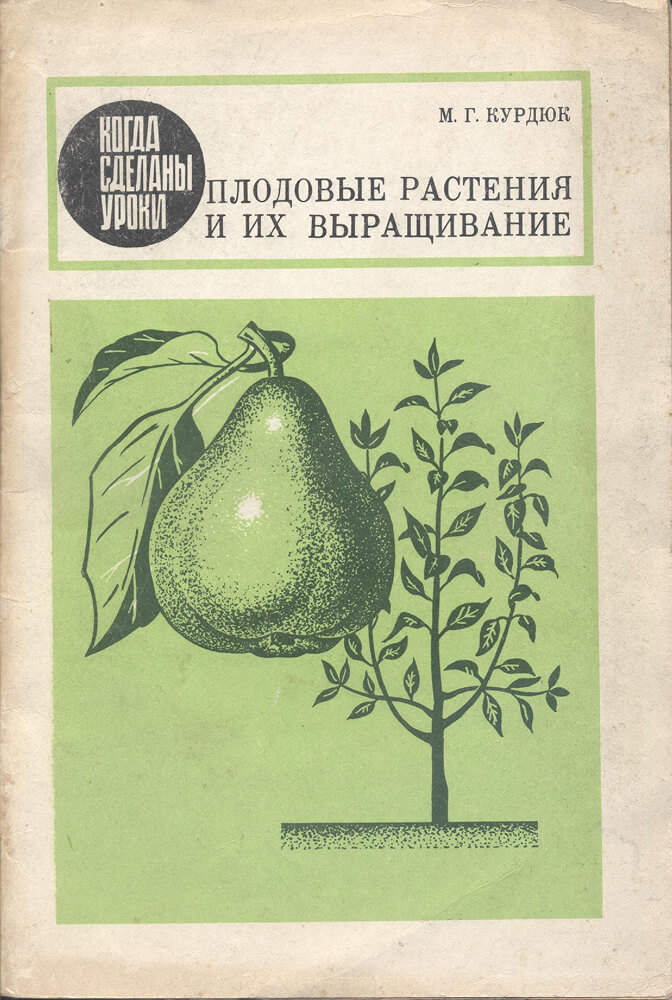 М. Г. КУРДЮК
КОГДА
СДЕЛАНЫ
УРОКИ
ПЛОДОВЫЕ РАСТЕНИЯ
И ИХ ВЫРАЩИВАНИЕ